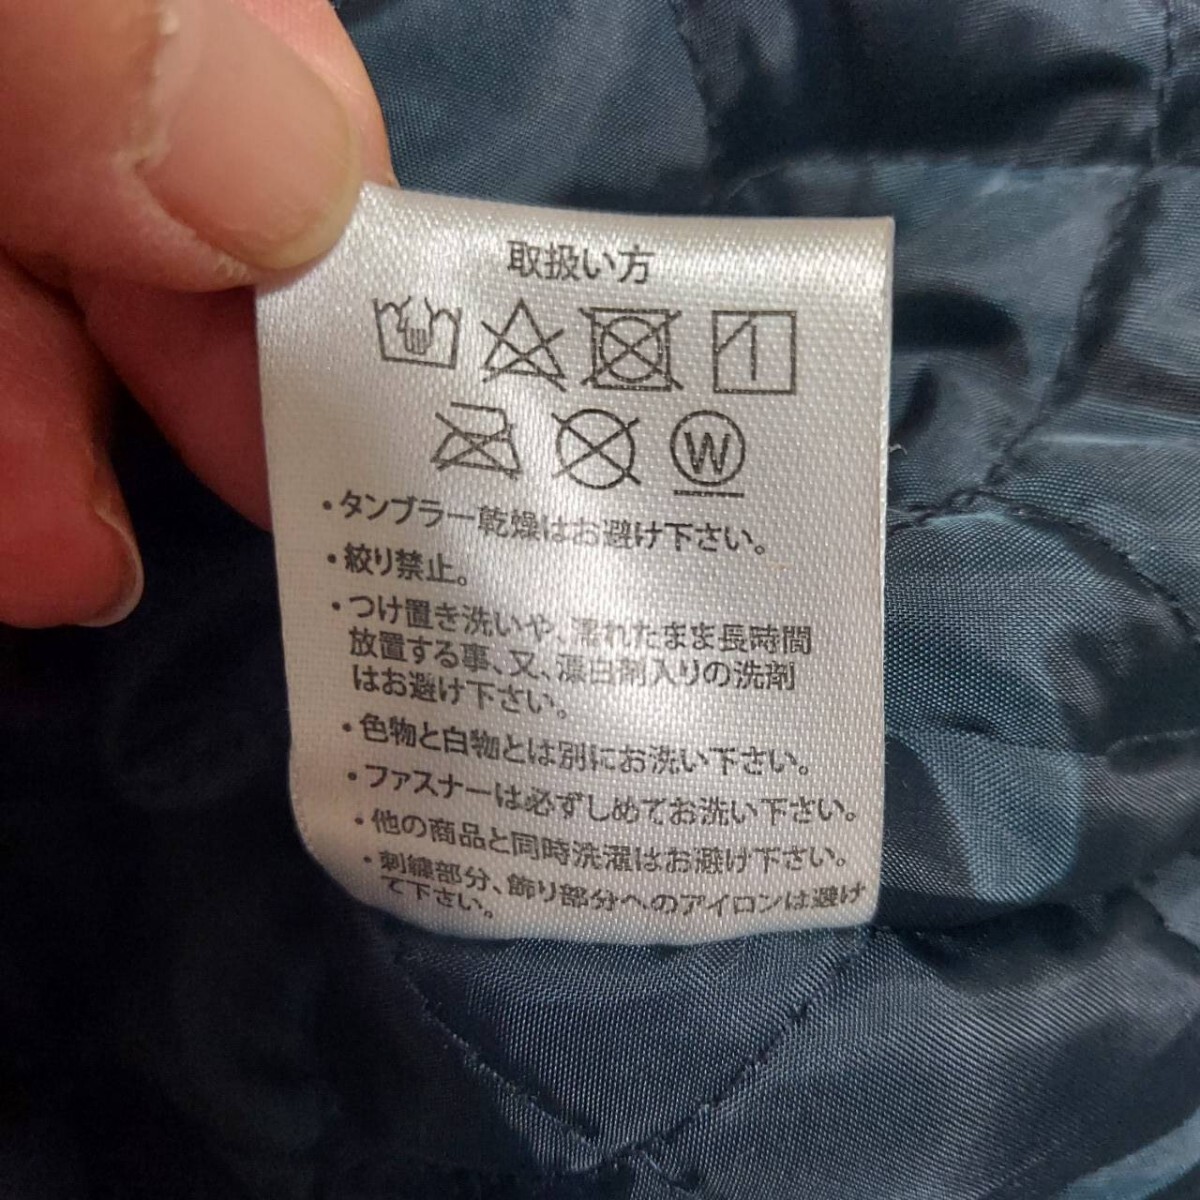 取扱い方
W
・タンブラー乾燥はお避け下さい。
・絞り禁止。
・つけ置き洗いや、濡れたまま長時間
放置する事、又、漂白剤入りの洗剤
はお避け下さい。
・色物と白物とは別にお洗い下さい。
・ファスナーは必ずしめてお洗い下さい。
・他の商品と同時洗濯はお避け下さい。
・刺繍部分、飾り部分へのアイロンは避け
て下さい。